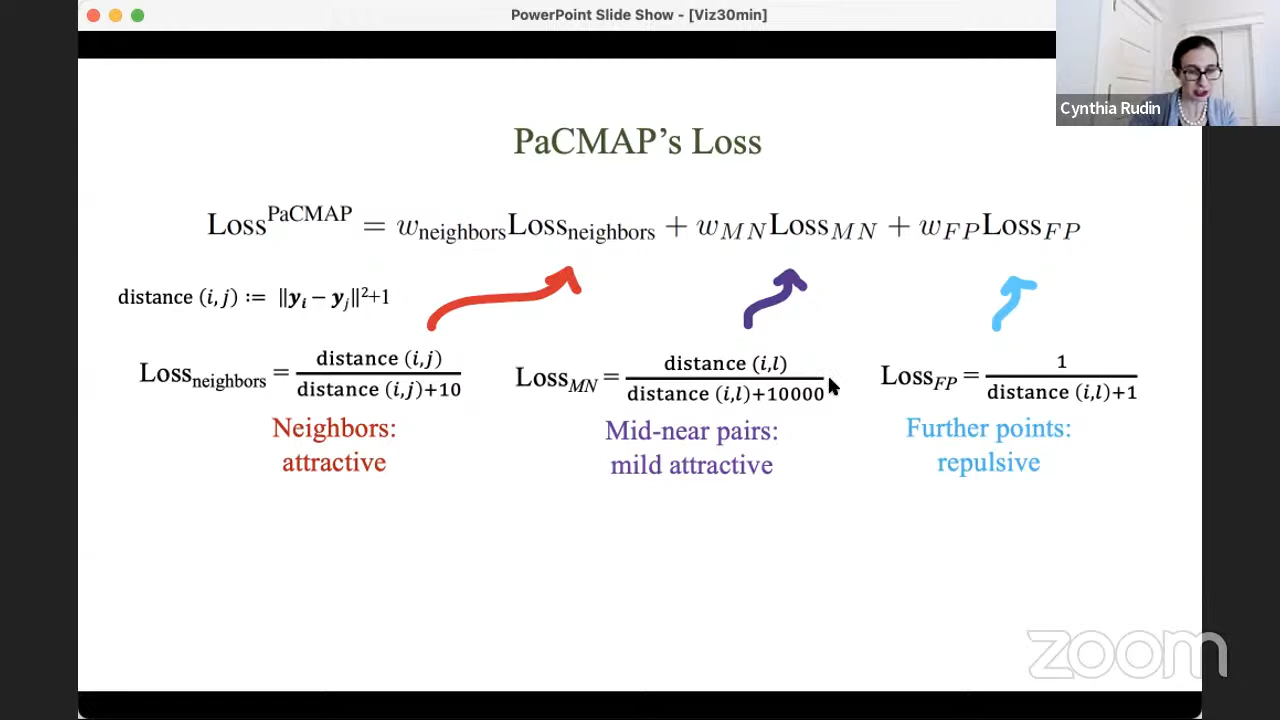 PowerPoint Slide Show - [Viz30min]
Cynthia Rudin
PaCMAP’s Loss
Loss^PaCMAP = w_neighbors Loss_neighbors + w_MN Loss_MN + w_FP Loss_FP
distance (i,j) := ‖y_i − y_j‖²+1
Loss_neighbors = distance (i,j) / distance (i,j)+10
Loss_MN = distance (i,l) / distance (i,l)+10000
Loss_FP = 1 / distance (i,l)+1
Neighbors:
attractive
Mid-near pairs:
mild attractive
Further points:
repulsive
zoom